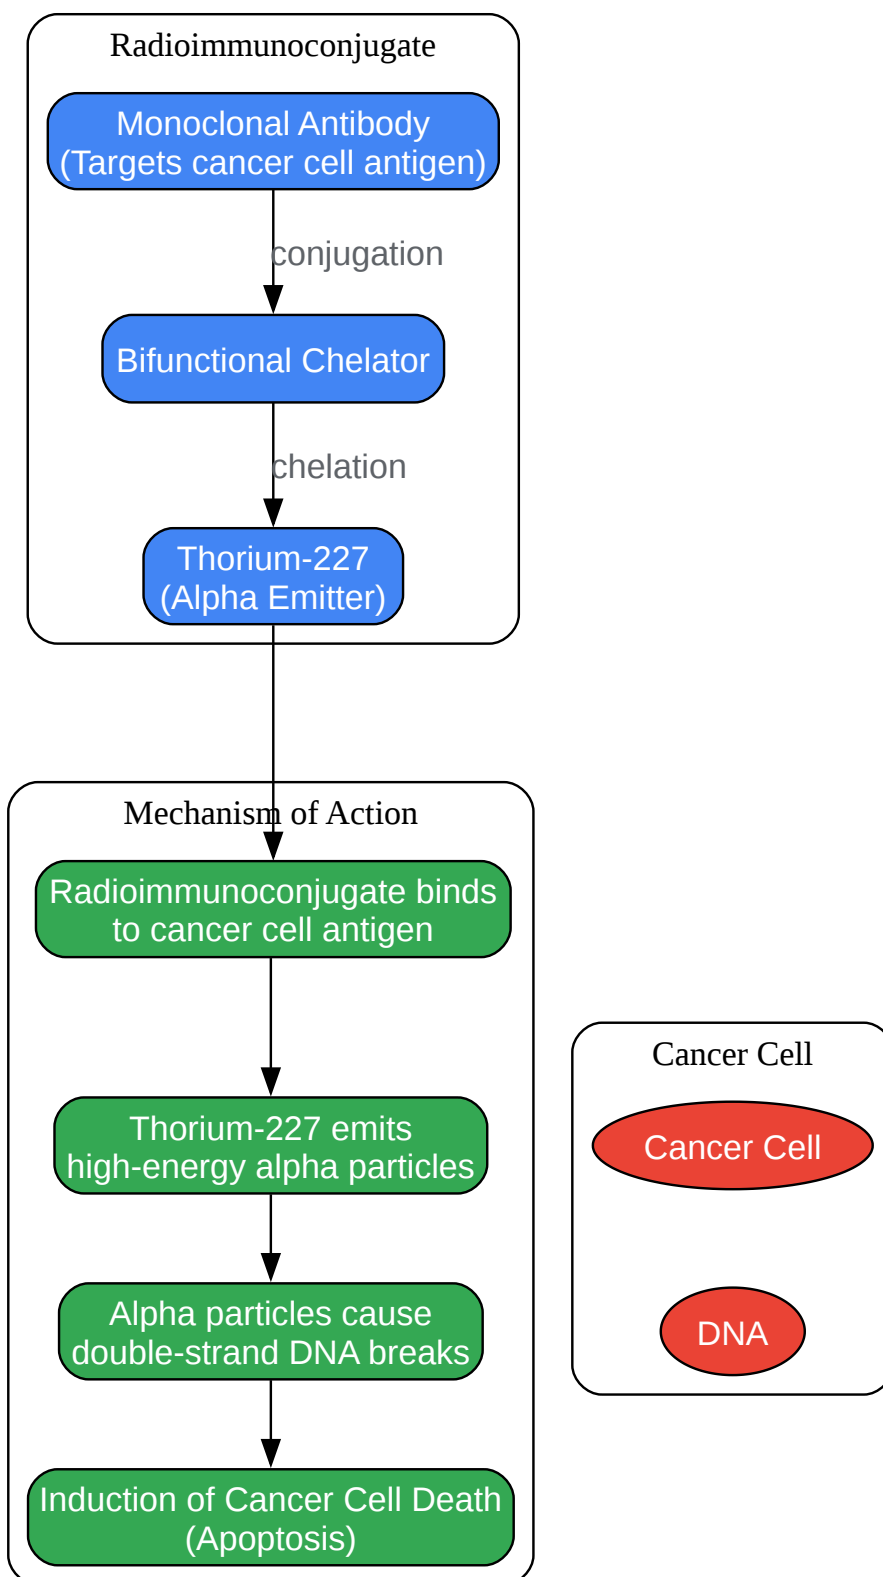 Radioimmunoconjugate
Monoclonal Antibody
(Targets cancer cell antigen)
conjugation
Bifunctional Chelator
chelation
Thorium-227
(Alpha Emitter)
Mechanism of Action
Radioimmunoconjugate binds
to cancer cell antigen
Thorium-227 emits
high-energy alpha particles
Alpha particles cause
double-strand DNA breaks
Induction of Cancer Cell Death
(Apoptosis)
Cancer Cell
Cancer Cell
DNA